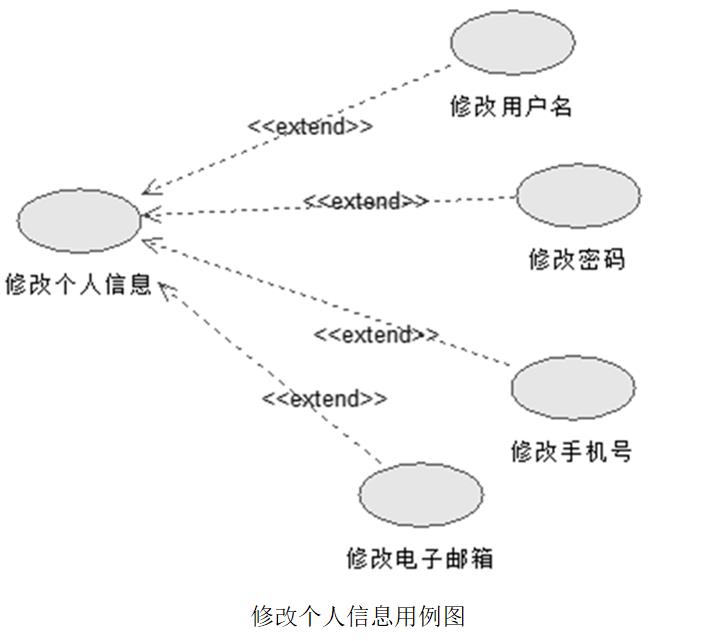 修改用户名
<<extend>>
<<extend>>
修改密码
修改个人信息
<<extend>>
<<extend>>
修改手机号
修改电子邮箱
修改个人信息用例图